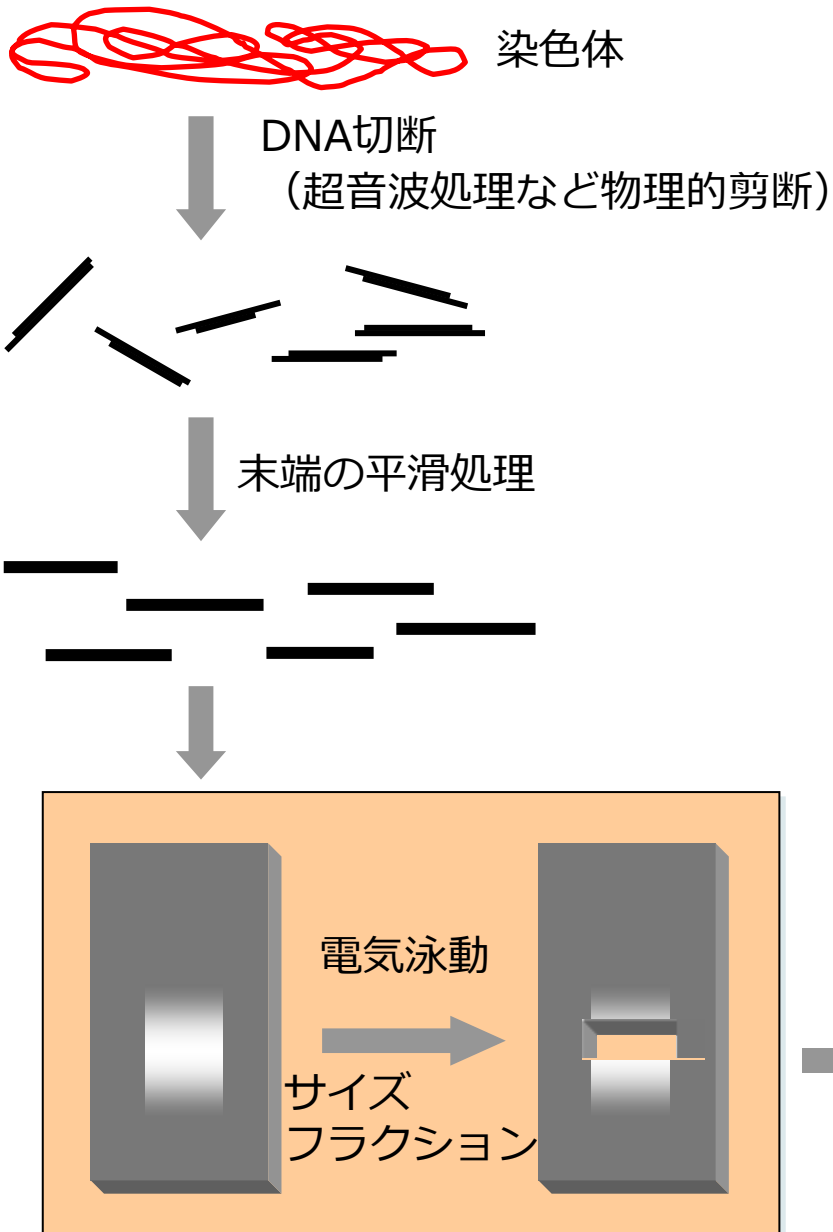 染色体
DNA切断
（超音波処理など物理的剪断）
末端の平滑処理
電気泳動
サイズ
フラクション